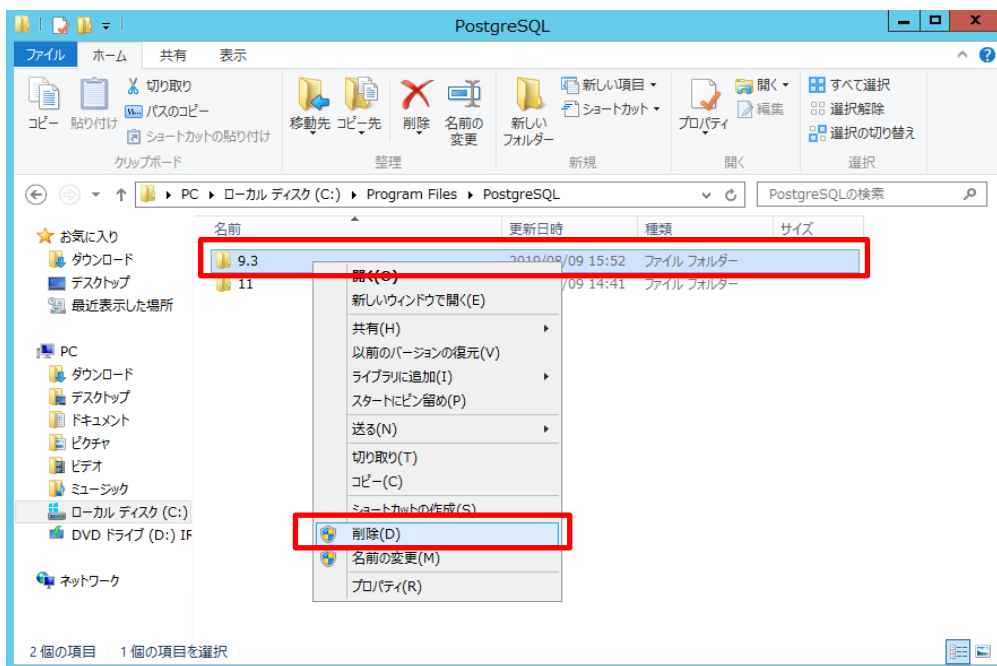 PostgreSQL
ファイル ホーム 共有 表示
コピー 貼り付け 切り取り パスのコピー ショートカットの貼り付け
移動先 コピー先 削除 名前の変更
新しいフォルダー 新しい項目 ショートカット
プロパティ 開く 編集
すべて選択 選択解除 選択の切り替え
クリップボード 整理 新規 開く 選択
PC ローカル ディスク (C:) Program Files PostgreSQL PostgreSQLの検索
お気に入り
ダウンロード
デスクトップ
最近表示した場所
PC
ダウンロード
デスクトップ
ドキュメント
ピクチャ
ビデオ
ミュージック
ローカル ディスク (C:)
DVD ドライブ (D:) IR
ネットワーク
名前 更新日時 種類 サイズ
9.3 2019/08/09 15:52 ファイル フォルダー
11 /09 14:41 ファイル フォルダー
開く(O)
新しいウィンドウで開く(E)
共有(H)
以前のバージョンの復元(V)
ライブラリに追加(I)
スタートにピン留め(P)
送る(N)
切り取り(T)
コピー(C)
ショートカットの作成(S)
削除(D)
名前の変更(M)
プロパティ(R)
2 個の項目 1 個の項目を選択